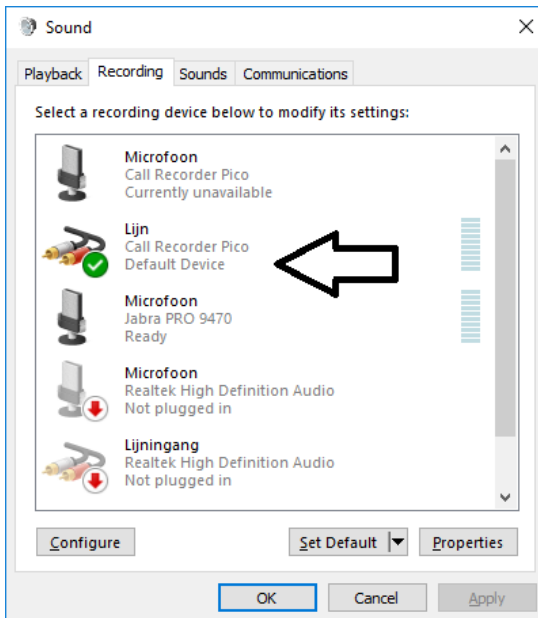 Sound
Playback Recording Sounds Communications
Select a recording device below to modify its settings:
Microfoon
Call Recorder Pico
Currently unavailable
Lijn
Call Recorder Pico
Default Device
Microfoon
Jabra PRO 9470
Ready
Microfoon
Realtek High Definition Audio
Not plugged in
Lijningang
Realtek High Definition Audio
Not plugged in
Configure Set Default Properties
OK Cancel Apply